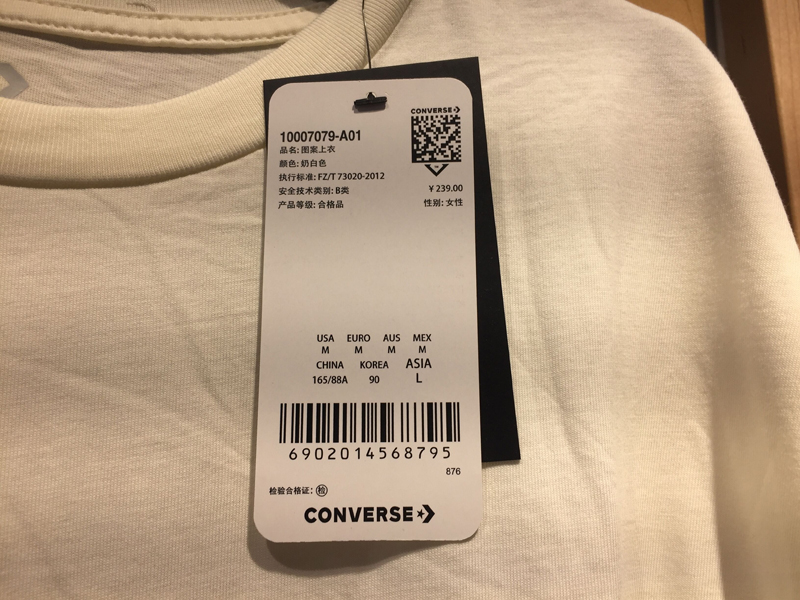 CONVERSE
10007079-A01
品名: 图案上衣
颜色: 奶白色
执行标准: FZ/T 73020-2012
安全技术类别: B类
¥ 239.00
产品等级: 合格品
性别: 女性
USA EURO AUS MEX
M M M M
CHINA KOREA ASIA
165/88A 90 L
6902014568795
876
检验合格证: 检
CONVERSE